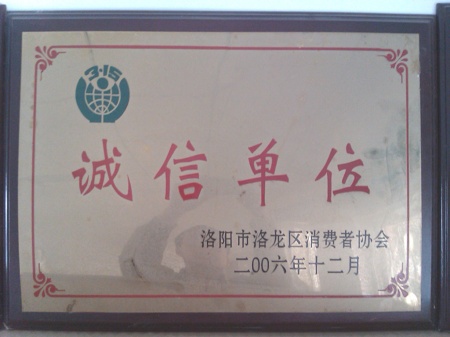 3·15
诚信单位
洛阳市洛龙区消费者协会
二00六年十二月